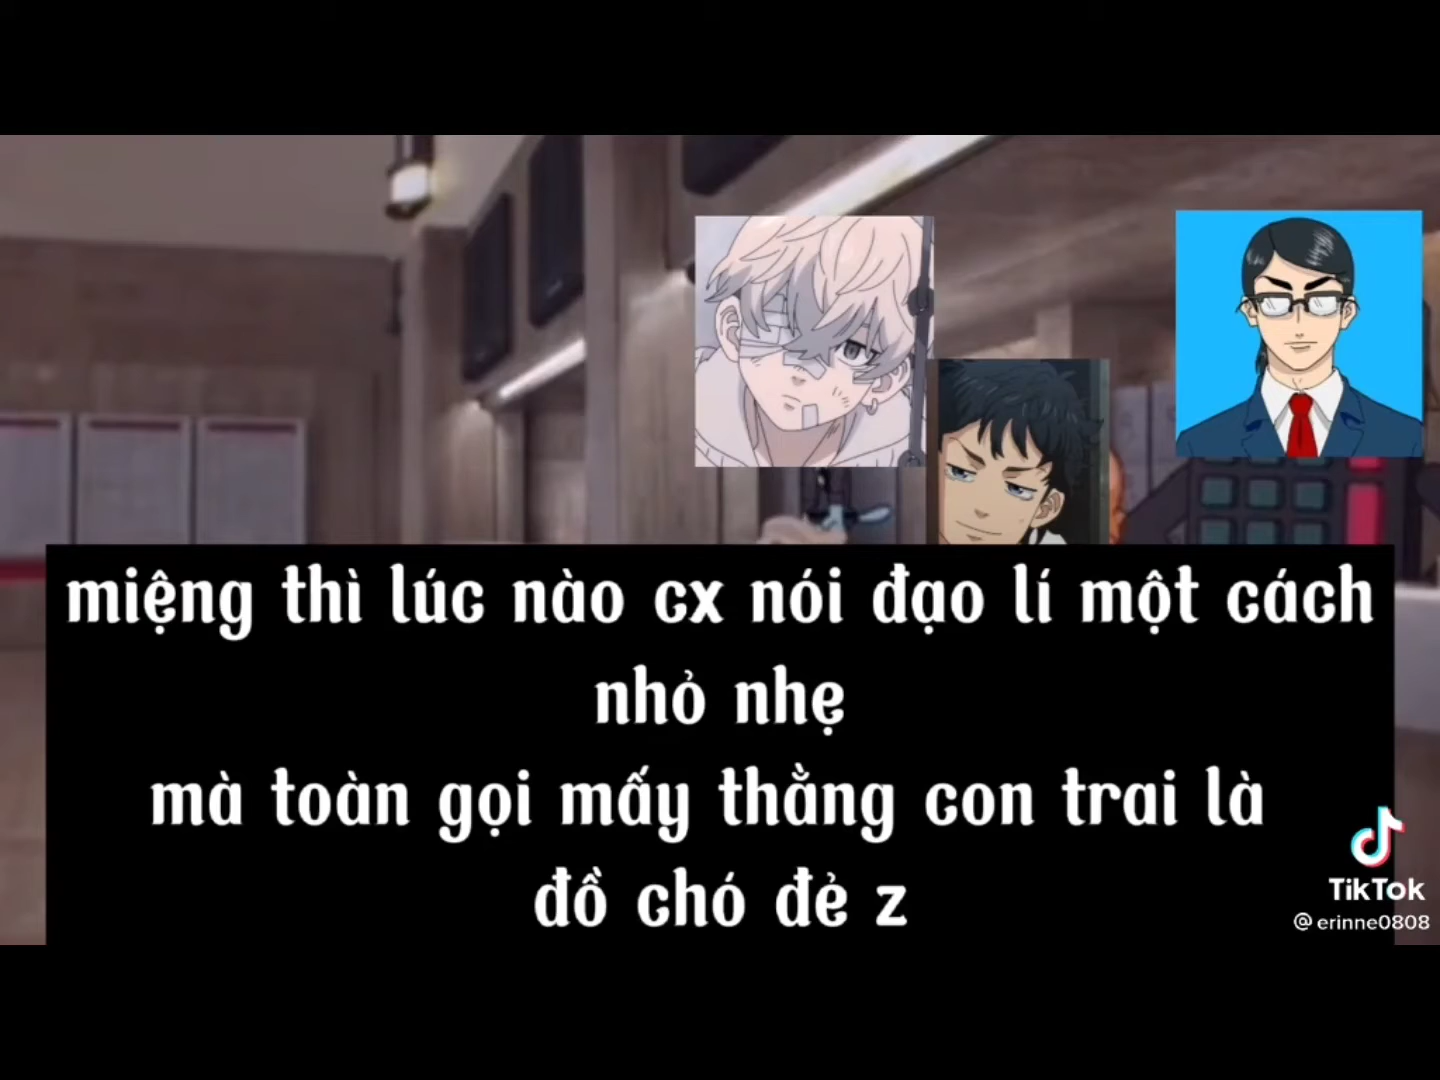 miệng thì lúc nào cx nói đạo lí một cách
nhỏ nhẹ
mà toàn gọi mấy thằng con trai là
đồ chó đẻ z
TikTok
@erinne0808